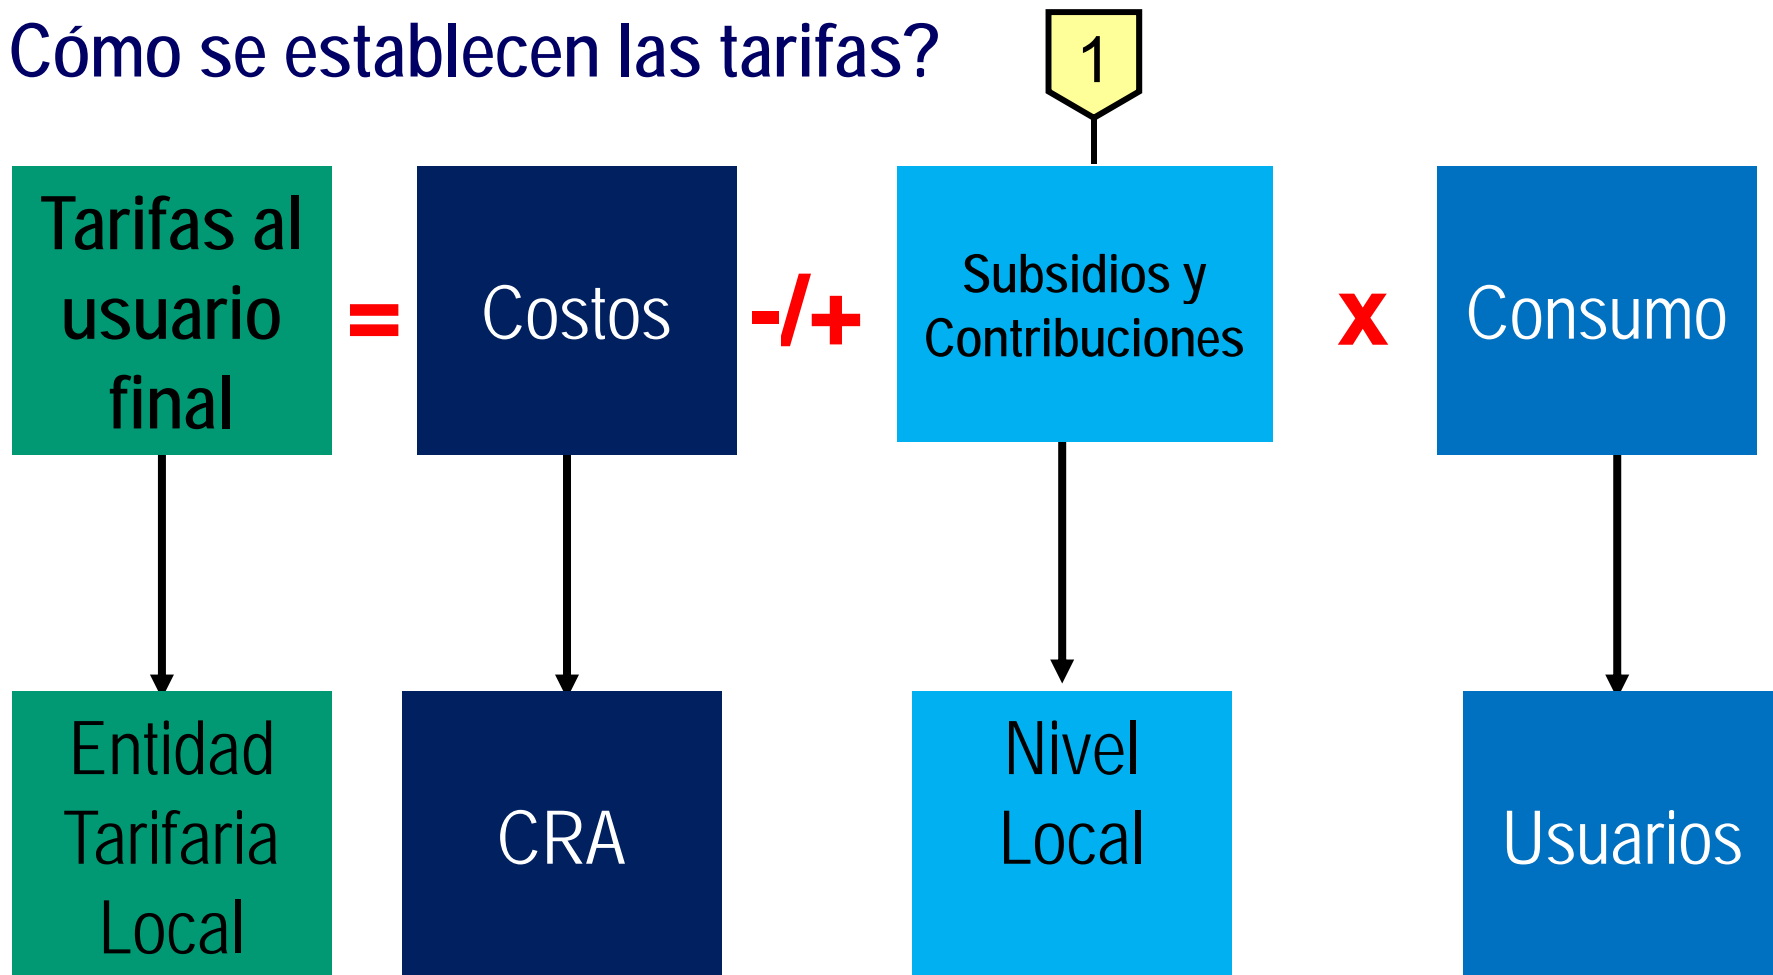 Cómo se establecen las tarifas?
1
Tarifas al
usuario
final
=
Costos
-/+
Subsidios y
Contribuciones
x
Consumo
Entidad
Tarifaria
Local
CRA
Nivel
Local
Usuarios